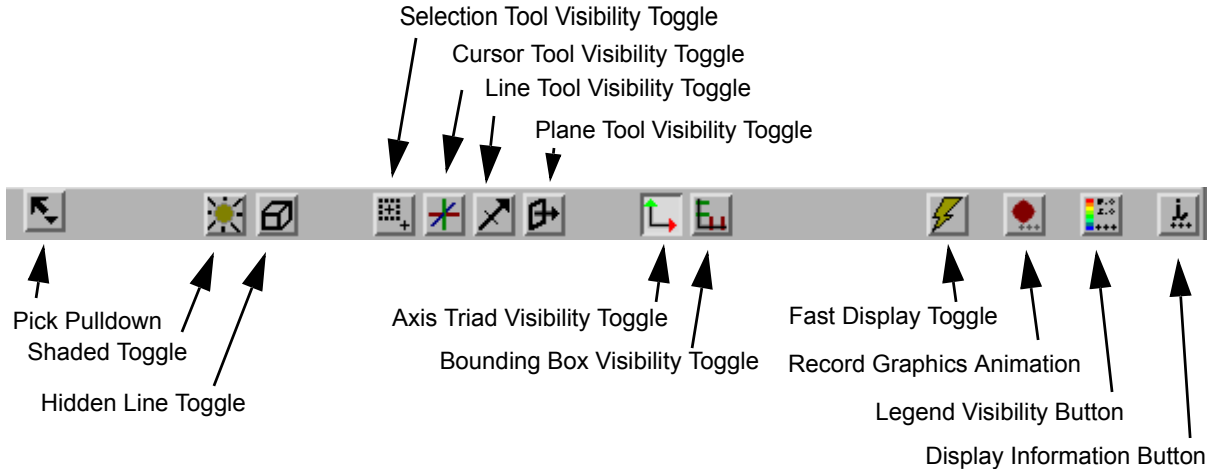 Selection Tool Visibility Toggle
Cursor Tool Visibility Toggle
Line Tool Visibility Toggle
Plane Tool Visibility Toggle
Pick Pulldown
Shaded Toggle
Hidden Line Toggle
Axis Triad Visibility Toggle
Bounding Box Visibility Toggle
Fast Display Toggle
Record Graphics Animation
Legend Visibility Button
Display Information Button